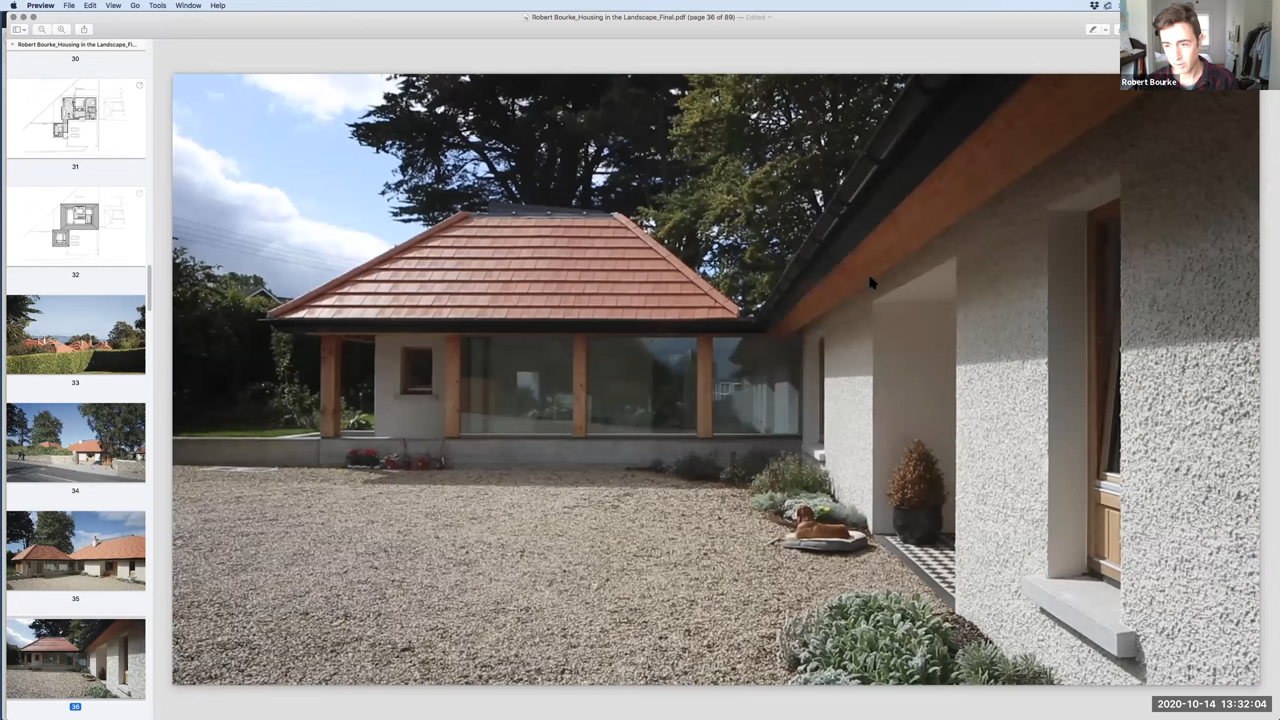 Preview File Edit View Go Tools Window Help
Robert Bourke_Housing in the Landscape_Final.pdf (page 36 of 89) — Edited
Robert Bourke_Housing in the Landscape_Fi...
30
31
32
33
34
35
36
Robert Bourke
2020-10-14 13:32:04